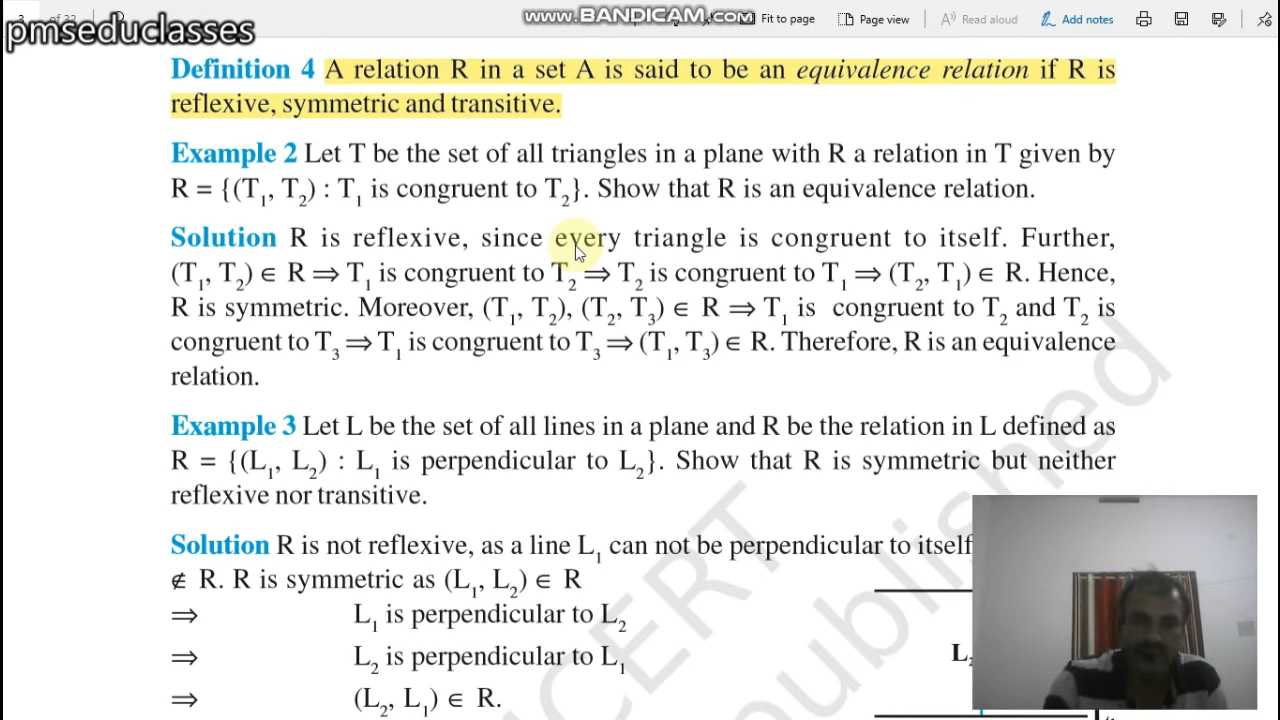 3 of 32 WWW.BANDICAM.COM Fit to page Page view Read aloud Add notes
pmseduclasses
Definition 4 A relation R in a set A is said to be an equivalence relation if R is
reflexive, symmetric and transitive.
Example 2 Let T be the set of all triangles in a plane with R a relation in T given by
R = {(T₁, T₂) : T₁ is congruent to T₂}. Show that R is an equivalence relation.
Solution R is reflexive, since every triangle is congruent to itself. Further,
(T₁, T₂) ∈ R ⇒ T₁ is congruent to T₂ ⇒ T₂ is congruent to T₁ ⇒ (T₂, T₁) ∈ R. Hence,
R is symmetric. Moreover, (T₁, T₂), (T₂, T₃) ∈ R ⇒ T₁ is congruent to T₂ and T₂ is
congruent to T₃ ⇒ T₁ is congruent to T₃ ⇒ (T₁, T₃) ∈ R. Therefore, R is an equivalence
relation.
Example 3 Let L be the set of all lines in a plane and R be the relation in L defined as
R = {(L₁, L₂) : L₁ is perpendicular to L₂}. Show that R is symmetric but neither
reflexive nor transitive.
Solution R is not reflexive, as a line L₁ can not be perpendicular to itself
∉ R. R is symmetric as (L₁, L₂) ∈ R
⇒ L₁ is perpendicular to L₂
⇒ L₂ is perpendicular to L₁
⇒ (L₂, L₁) ∈ R.
NCERT
published